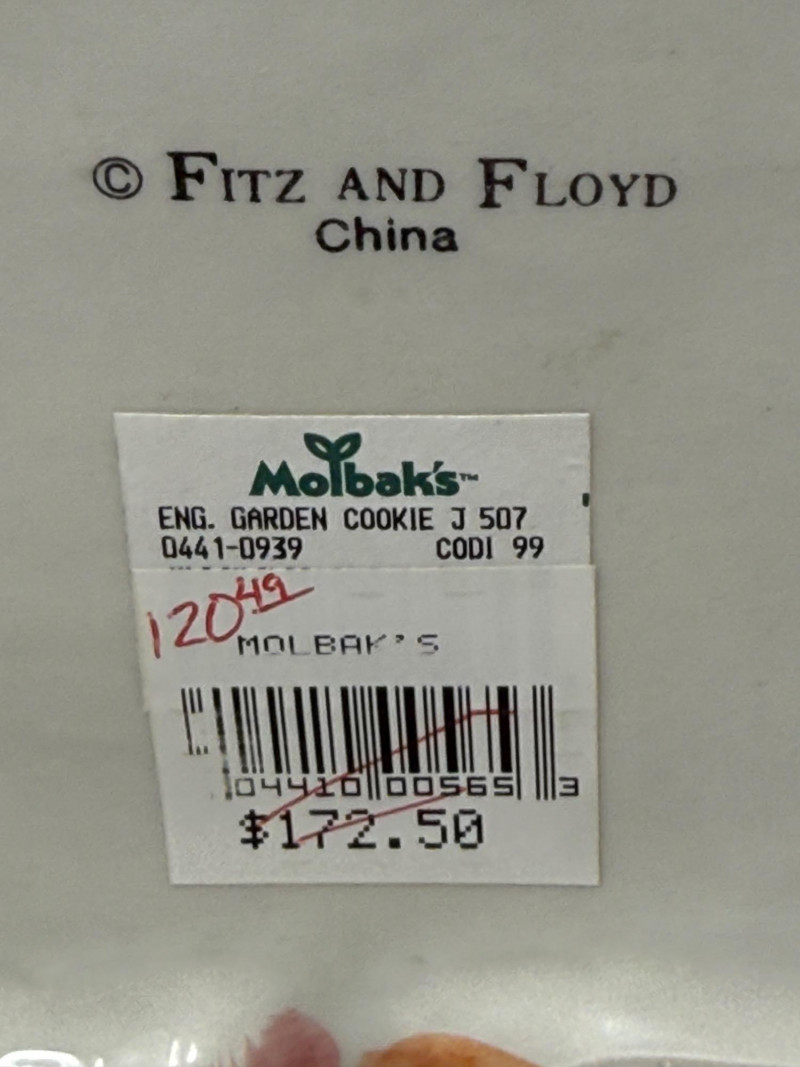 © FITZ AND FLOYD
China
Molbak's™
ENG. GARDEN COOKIE J 507
0441-0939 CODI 99
120.49
MOLBAK'S
04410 00565 3
$172.50